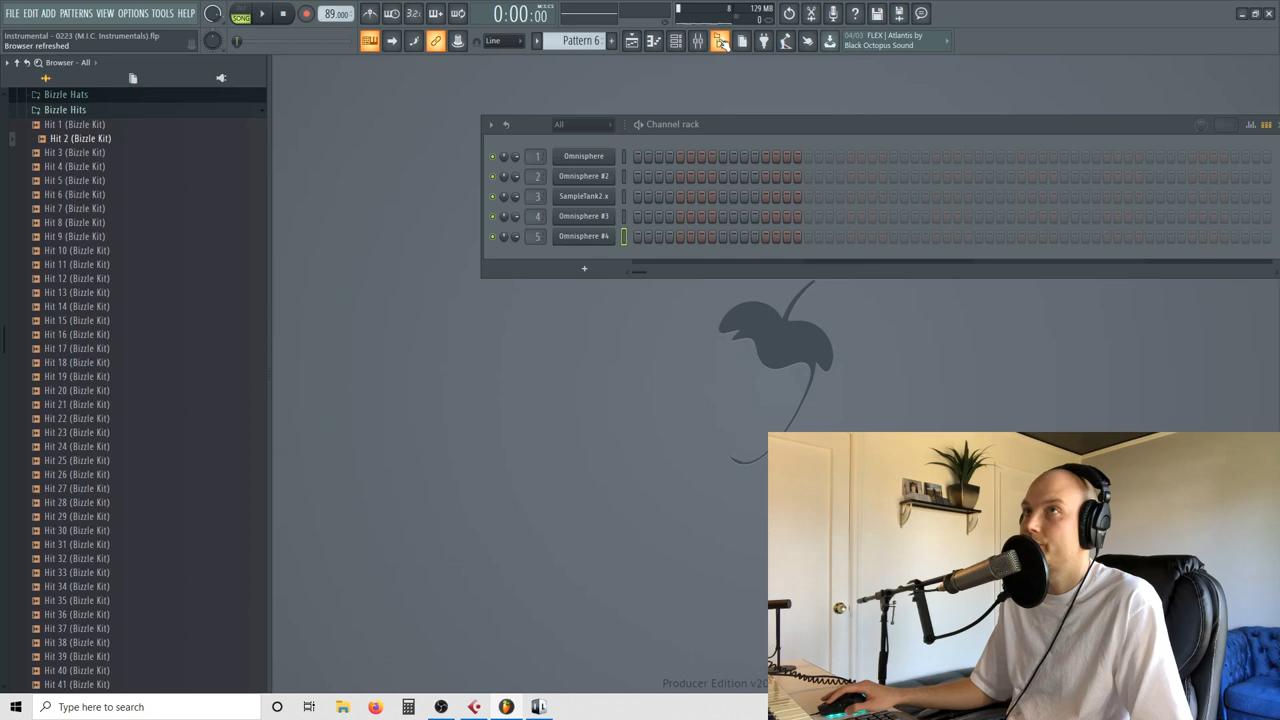 FILE EDIT ADD PATTERNS VIEW OPTIONS TOOLS HELP
SONG
89.000
3.2.
0:00:00
M:S:CS
8
129 MB
0
Instrumental - 0223 (M.I.C. Instrumentals).flp
Browser refreshed
Line
Pattern 6
04/03 FLEX | Atlantis by
Black Octopus Sound
Browser - All
Bizzle Hats
Bizzle Hits
Hit 1 (Bizzle Kit)
Hit 2 (Bizzle Kit)
Hit 3 (Bizzle Kit)
Hit 4 (Bizzle Kit)
Hit 5 (Bizzle Kit)
Hit 6 (Bizzle Kit)
Hit 7 (Bizzle Kit)
Hit 8 (Bizzle Kit)
Hit 9 (Bizzle Kit)
Hit 10 (Bizzle Kit)
Hit 11 (Bizzle Kit)
Hit 12 (Bizzle Kit)
Hit 13 (Bizzle Kit)
Hit 14 (Bizzle Kit)
Hit 15 (Bizzle Kit)
Hit 16 (Bizzle Kit)
Hit 17 (Bizzle Kit)
Hit 18 (Bizzle Kit)
Hit 19 (Bizzle Kit)
Hit 20 (Bizzle Kit)
Hit 21 (Bizzle Kit)
Hit 22 (Bizzle Kit)
Hit 23 (Bizzle Kit)
Hit 24 (Bizzle Kit)
Hit 25 (Bizzle Kit)
Hit 26 (Bizzle Kit)
Hit 27 (Bizzle Kit)
Hit 28 (Bizzle Kit)
Hit 29 (Bizzle Kit)
Hit 30 (Bizzle Kit)
Hit 31 (Bizzle Kit)
Hit 32 (Bizzle Kit)
Hit 33 (Bizzle Kit)
Hit 34 (Bizzle Kit)
Hit 35 (Bizzle Kit)
Hit 36 (Bizzle Kit)
Hit 37 (Bizzle Kit)
Hit 38 (Bizzle Kit)
Hit 39 (Bizzle Kit)
Hit 40 (Bizzle Kit)
Hit 41 (Bizzle Kit)
All
Channel rack
1 Omnisphere
2 Omnisphere #2
3 SampleTank2.x
4 Omnisphere #3
5 Omnisphere #4
+
Producer Edition v20
Type here to search